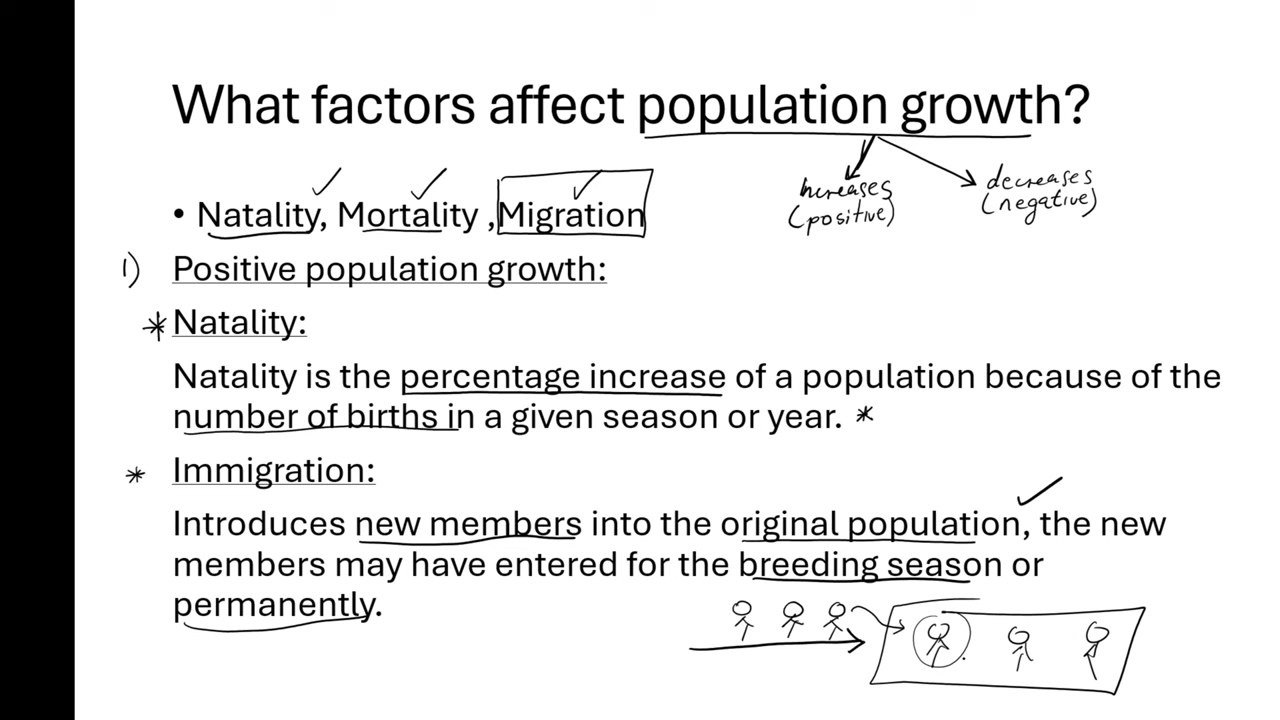 What factors affect population growth?
increases
(positive)
decreases
(negative)
• Natality, Mortality ,Migration
1) Positive population growth:
* Natality:
Natality is the percentage increase of a population because of the
number of births in a given season or year. *
* Immigration:
Introduces new members into the original population, the new
members may have entered for the breeding season or
permanently.